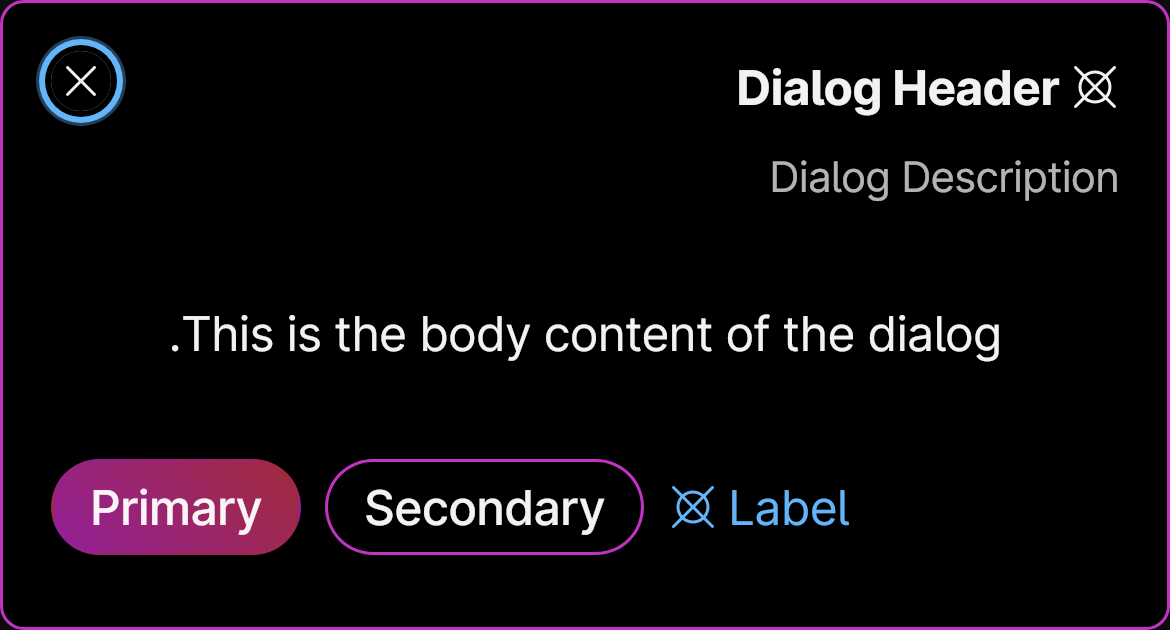 Dialog Header
Dialog Description
.This is the body content of the dialog
Primary
Secondary
Label